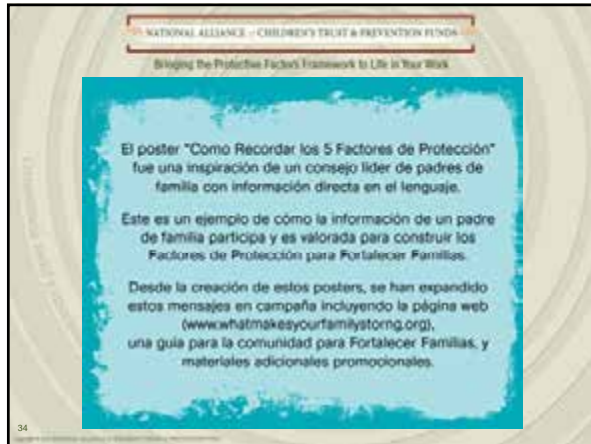 NATIONAL ALLIANCE of CHILDREN'S TRUST & PREVENTION FUNDS
Bringing the Protective Factors Framework to Life in Your Work
El poster "Como Recordar los 5 Factores de Protección"
fue una inspiración de un consejo líder de padres de
familia con información directa en el lenguaje.
Este es un ejemplo de cómo la información de un padre
de familia participa y es valorada para construir los
Factores de Protección para Fortalecer Familias.
Desde la creación de estos posters, se han expandido
estos mensajes en campaña incluyendo la página web
(www.whatmakesyourfamilystorng.org),
una guía para la comunidad para Fortalecer Familias, y
materiales adicionales promocionales.
34